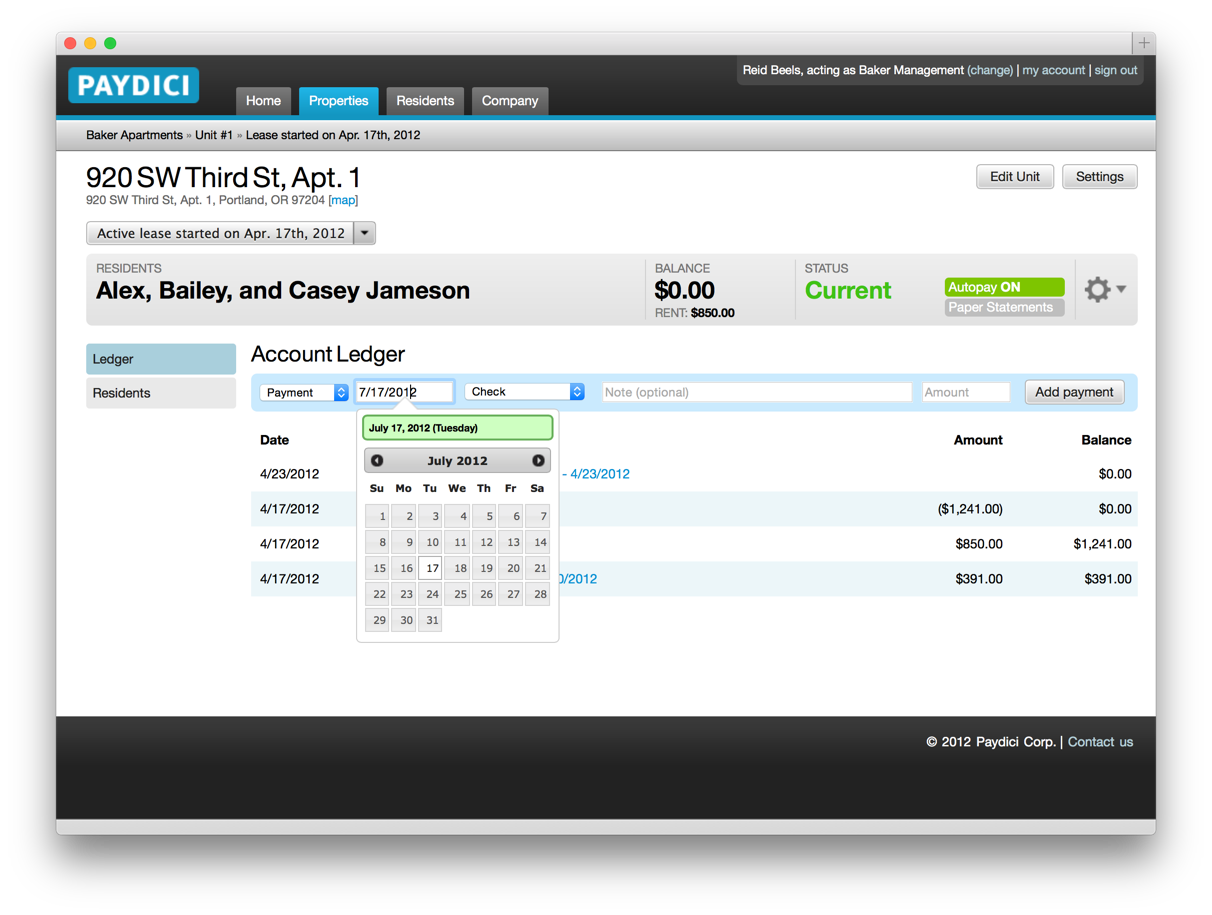 PAYDICI
Reid Beels, acting as Baker Management (change) | my account | sign out
Home Properties Residents Company
Baker Apartments » Unit #1 » Lease started on Apr. 17th, 2012
920 SW Third St, Apt. 1
Edit Unit Settings
920 SW Third St, Apt. 1, Portland, OR 97204 [map]
Active lease started on Apr. 17th, 2012
RESIDENTS BALANCE STATUS
Alex, Bailey, and Casey Jameson $0.00 Current Autopay ON
RENT: $850.00 Paper Statements
Ledger
Residents
Account Ledger
Payment 7/17/2012 Check Note (optional) Amount Add payment
July 17, 2012 (Tuesday)
July 2012
Su Mo Tu We Th Fr Sa
1 2 3 4 5 6 7
8 9 10 11 12 13 14
15 16 17 18 19 20 21
22 23 24 25 26 27 28
29 30 31
Date Amount Balance
4/23/2012 - 4/23/2012 $0.00
4/17/2012 ($1,241.00) $0.00
4/17/2012 $850.00 $1,241.00
4/17/2012 0/2012 $391.00 $391.00
© 2012 Paydici Corp. | Contact us